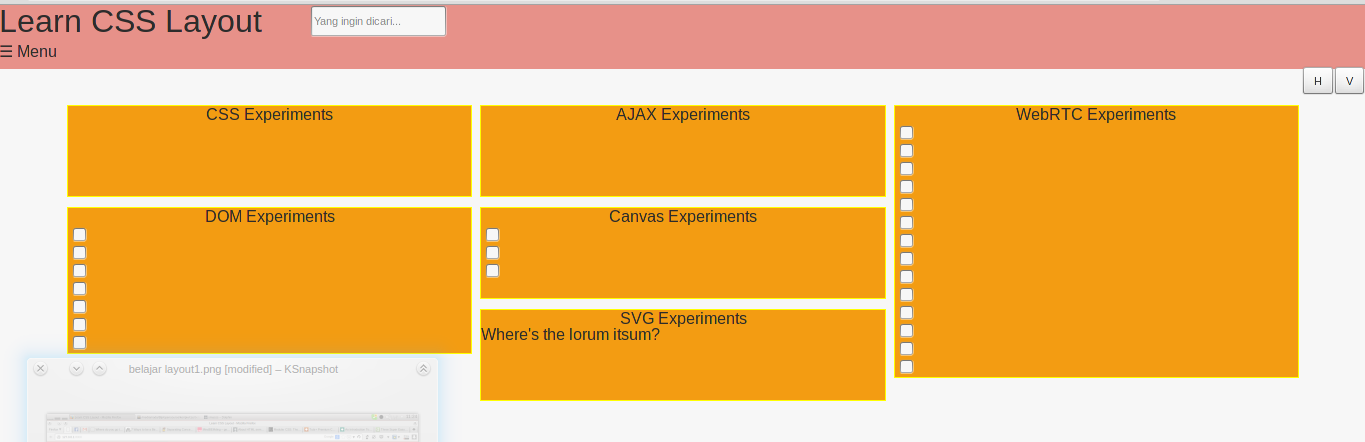 Learn CSS Layout
Yang ingin dicari...
☰ Menu
H V
CSS Experiments
AJAX Experiments
WebRTC Experiments
DOM Experiments
Canvas Experiments
SVG Experiments
Where's the lorum itsum?
belajar layout1.png [modified] – KSnapshot